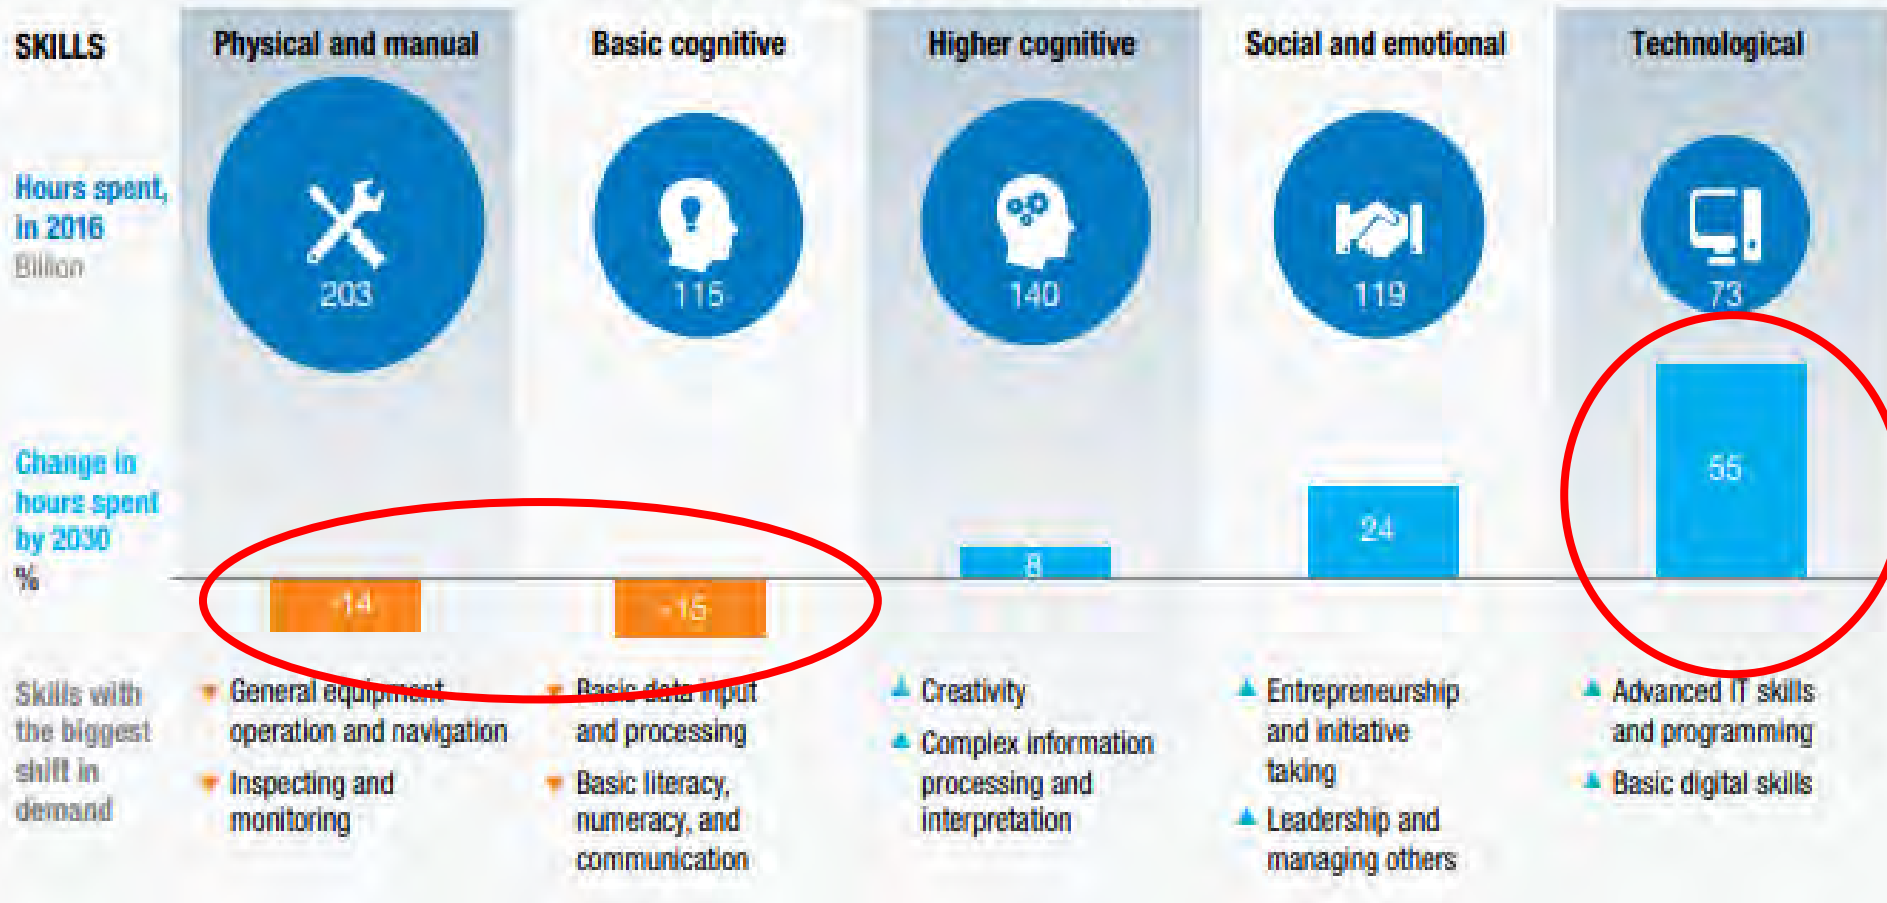 SKILLS
Physical and manual
Basic cognitive
Higher cognitive
Social and emotional
Technological
Hours spent,
in 2016
Billion
203
115
140
119
73
Change in
hours spent
by 2030
%
-14
-15
8
24
55
Skills with
the biggest
shift in
demand
General equipment
operation and navigation
Inspecting and
monitoring
Basic data input
and processing
Basic literacy,
numeracy, and
communication
Creativity
Complex information
processing and
interpretation
Entrepreneurship
and initiative
taking
Leadership and
managing others
Advanced IT skills
and programming
Basic digital skills